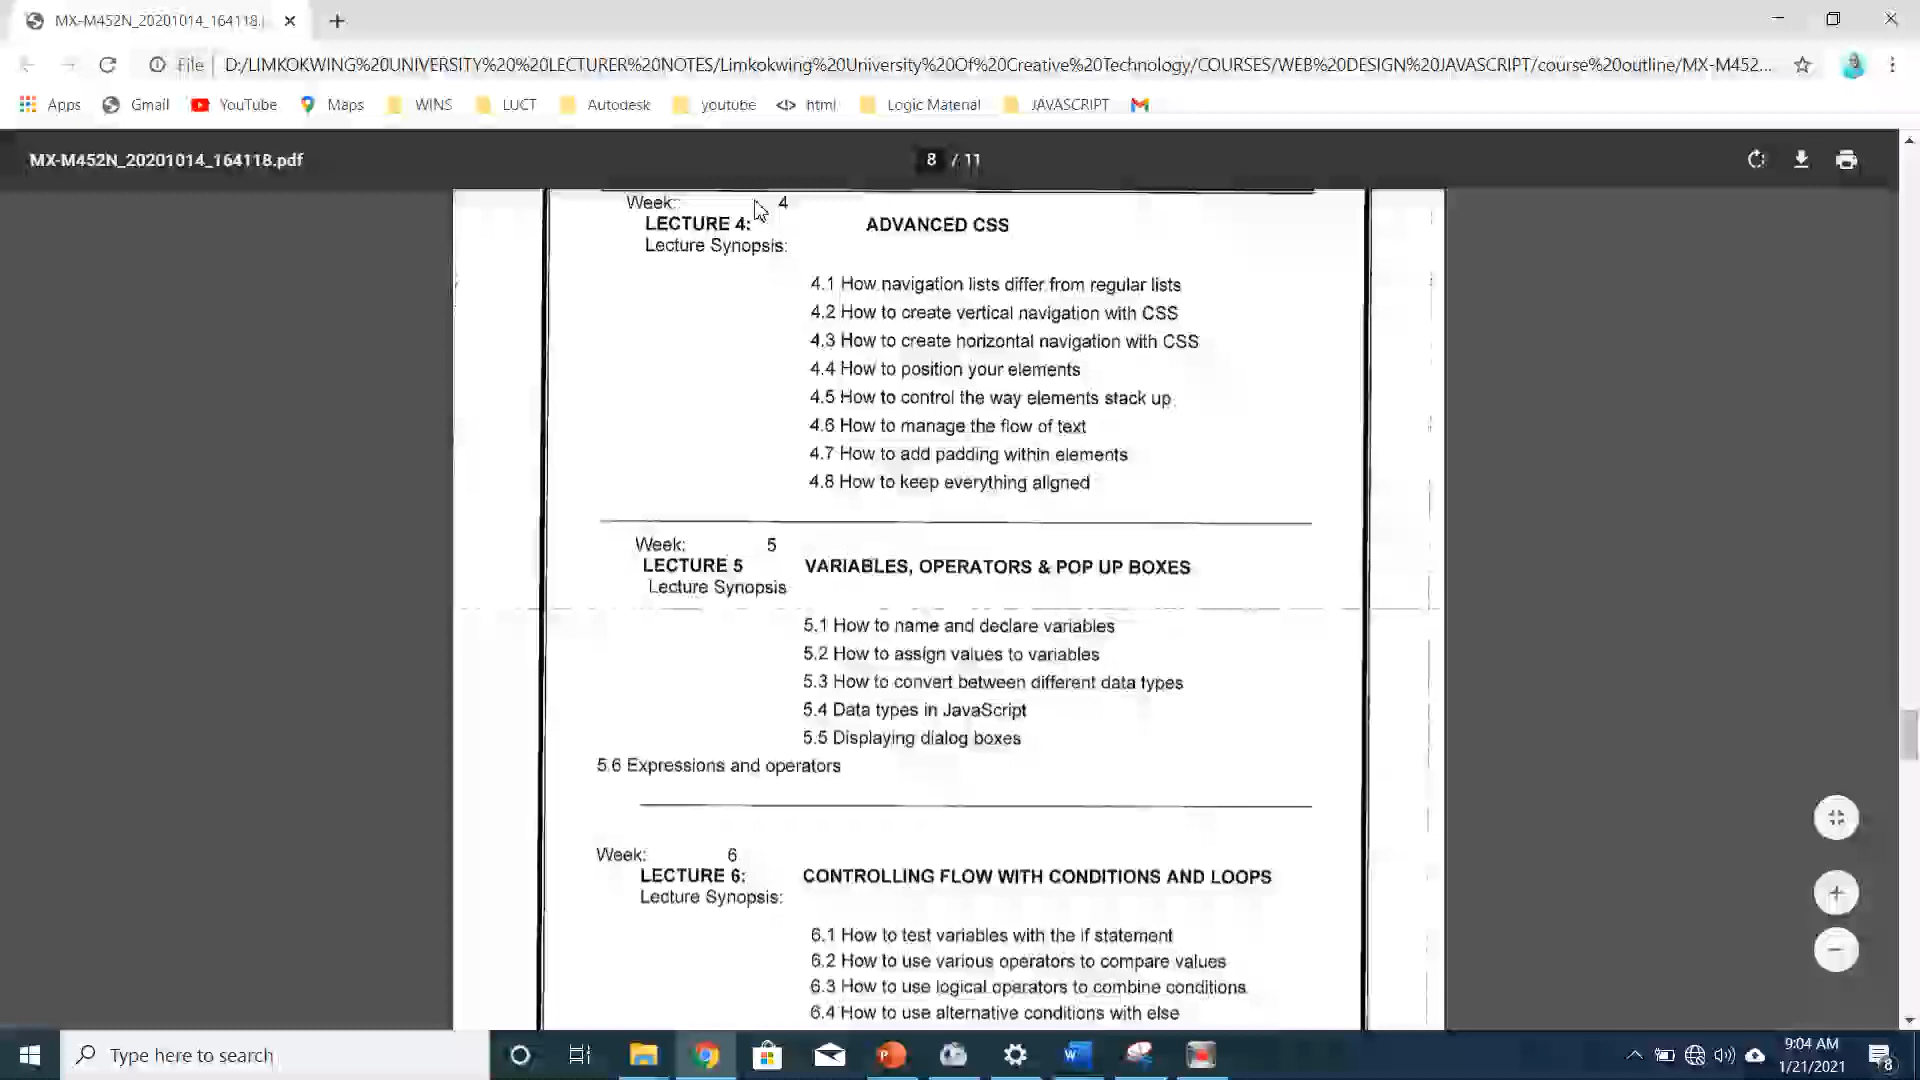 MX-M452N_20201014_164118.
File
D:/LIMKOKWING%20UNIVERSITY%20%20LECTURER%20NOTES/Limkokwing%20University%20Of%20Creative%20Technology/COURSES/WEB%20DESIGN%20JAVASCRIPT/course%20outline/MX-M452...
Apps Gmail YouTube Maps WINS LUCT Autodesk youtube html Logic Material JAVASCRIPT
MX-M452N_20201014_164118.pdf
8 / 11
Week: 4
LECTURE 4: ADVANCED CSS
Lecture Synopsis:
4.1 How navigation lists differ from regular lists
4.2 How to create vertical navigation with CSS
4.3 How to create horizontal navigation with CSS
4.4 How to position your elements
4.5 How to control the way elements stack up
4.6 How to manage the flow of text
4.7 How to add padding within elements
4.8 How to keep everything aligned
Week: 5
LECTURE 5 VARIABLES, OPERATORS & POP UP BOXES
Lecture Synopsis
5.1 How to name and declare variables
5.2 How to assign values to variables
5.3 How to convert between different data types
5.4 Data types in JavaScript
5.5 Displaying dialog boxes
5.6 Expressions and operators
Week: 6
LECTURE 6: CONTROLLING FLOW WITH CONDITIONS AND LOOPS
Lecture Synopsis:
6.1 How to test variables with the if statement
6.2 How to use various operators to compare values
6.3 How to use logical operators to combine conditions
6.4 How to use alternative conditions with else
Type here to search
9:04 AM
1/21/2021
8